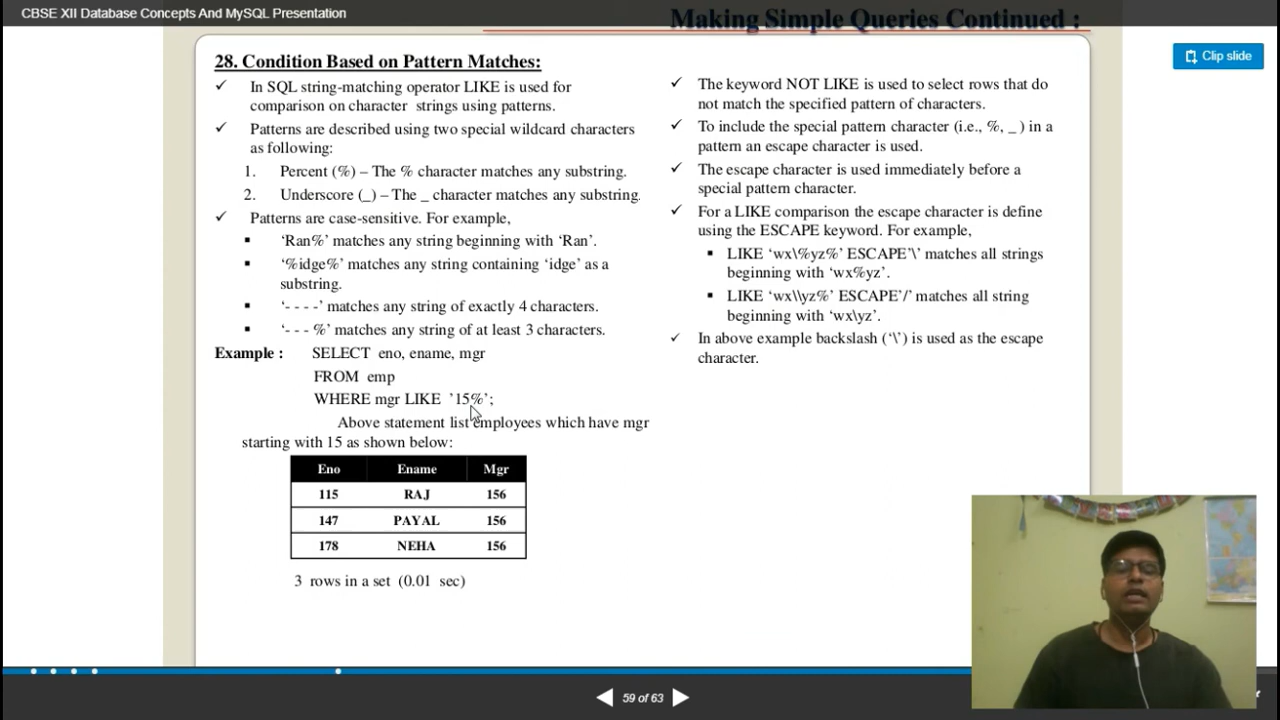 CBSE XII Database Concepts And MySQL Presentation
Making Simple Queries Continued :
Clip slide
28. Condition Based on Pattern Matches:
✓ In SQL string-matching operator LIKE is used for
comparison on character strings using patterns.
✓ Patterns are described using two special wildcard characters
as following:
1. Percent (%) – The % character matches any substring.
2. Underscore (_) – The _ character matches any substring.
✓ Patterns are case-sensitive. For example,
▪ ‘Ran%’ matches any string beginning with ‘Ran’.
▪ ‘%idge%’ matches any string containing ‘idge’ as a
substring.
▪ ‘- - - -’ matches any string of exactly 4 characters.
▪ ‘- - - %’ matches any string of at least 3 characters.
Example : SELECT eno, ename, mgr
FROM emp
WHERE mgr LIKE ’15%’;
Above statement list employees which have mgr
starting with 15 as shown below:
Eno Ename Mgr
115 RAJ 156
147 PAYAL 156
178 NEHA 156
3 rows in a set (0.01 sec)
✓ The keyword NOT LIKE is used to select rows that do
not match the specified pattern of characters.
✓ To include the special pattern character (i.e., %, _ ) in a
pattern an escape character is used.
✓ The escape character is used immediately before a
special pattern character.
✓ For a LIKE comparison the escape character is define
using the ESCAPE keyword. For example,
▪ LIKE ‘wx\%yz%’ ESCAPE’\’ matches all strings
beginning with ‘wx%yz’.
▪ LIKE ‘wx\\yz%’ ESCAPE’/’ matches all string
beginning with ‘wx\yz’.
✓ In above example backslash (‘\’) is used as the escape
character.
59 of 63